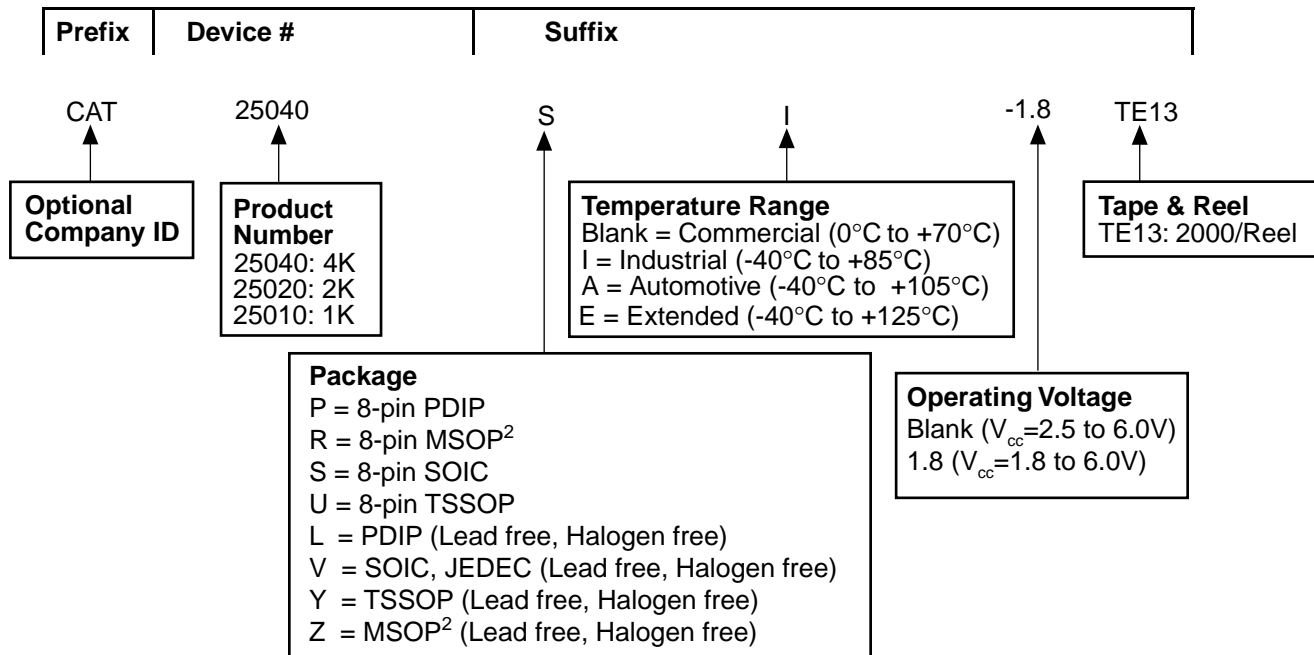 Prefix Device # Suffix
CAT 25040 S I -1.8 TE13
Optional
Company ID
Product
Number
25040: 4K
25020: 2K
25010: 1K
Temperature Range
Blank = Commercial (0°C to +70°C)
I = Industrial (-40°C to +85°C)
A = Automotive (-40°C to +105°C)
E = Extended (-40°C to +125°C)
Tape & Reel
TE13: 2000/Reel
Package
P = 8-pin PDIP
R = 8-pin MSOP²
S = 8-pin SOIC
U = 8-pin TSSOP
L = PDIP (Lead free, Halogen free)
V = SOIC, JEDEC (Lead free, Halogen free)
Y = TSSOP (Lead free, Halogen free)
Z = MSOP² (Lead free, Halogen free)
Operating Voltage
Blank (Vcc=2.5 to 6.0V)
1.8 (Vcc=1.8 to 6.0V)